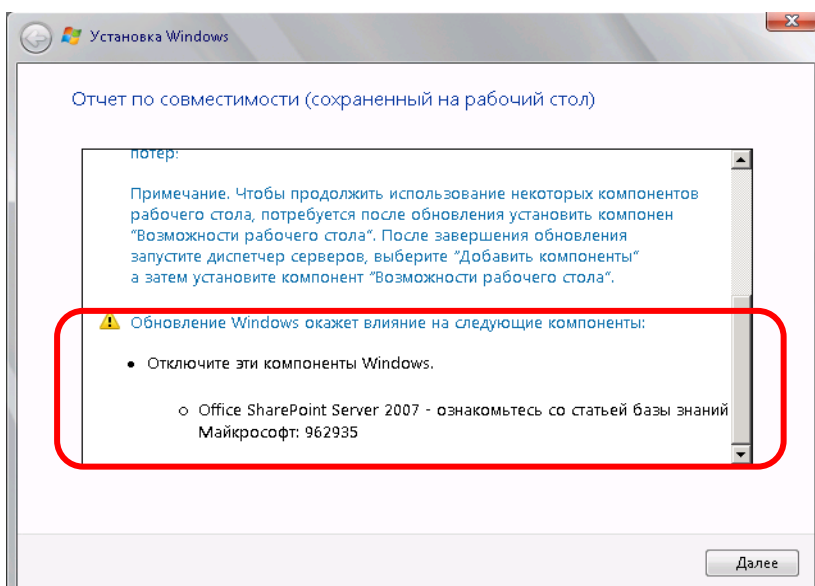 Установка Windows
Отчет по совместимости (сохраненный на рабочий стол)
потер:
Примечание. Чтобы продолжить использование некоторых компонентов
рабочего стола, потребуется после обновления установить компонен
"Возможности рабочего стола". После завершения обновления
запустите диспетчер серверов, выберите "Добавить компоненты"
а затем установите компонент "Возможности рабочего стола".
Обновление Windows окажет влияние на следующие компоненты:
• Отключите эти компоненты Windows.
o Office SharePoint Server 2007 - ознакомьтесь со статьей базы знаний
Майкрософт: 962935
Далее